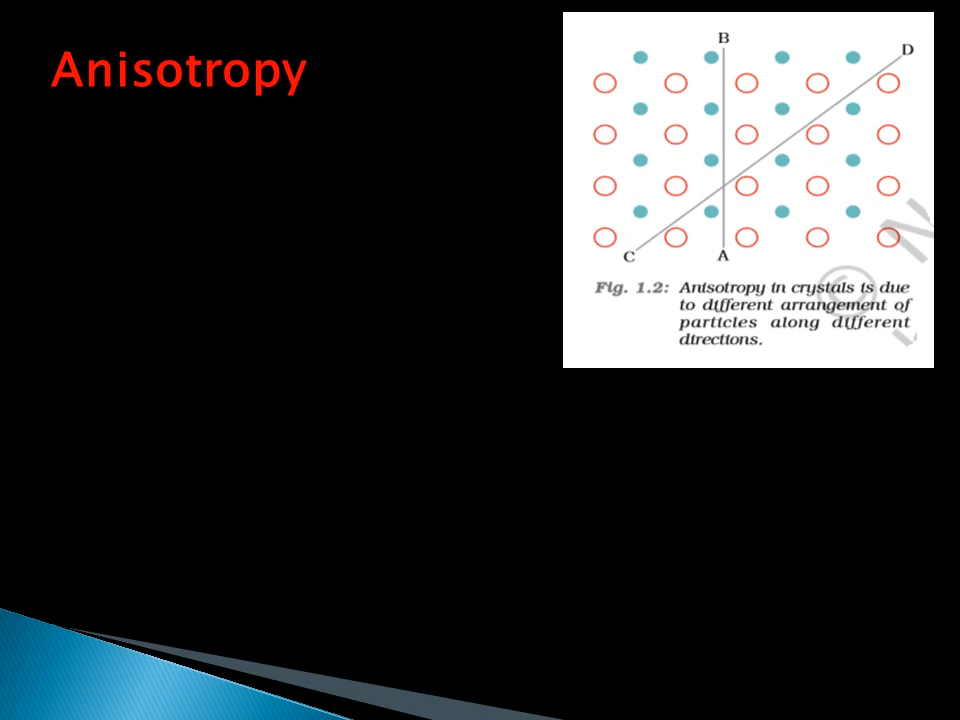 Anisotropy
B
D
C
A
Fig. 1.2: Anisotropy in crystals is due
to different arrangement of
particles along different
directions.
© N